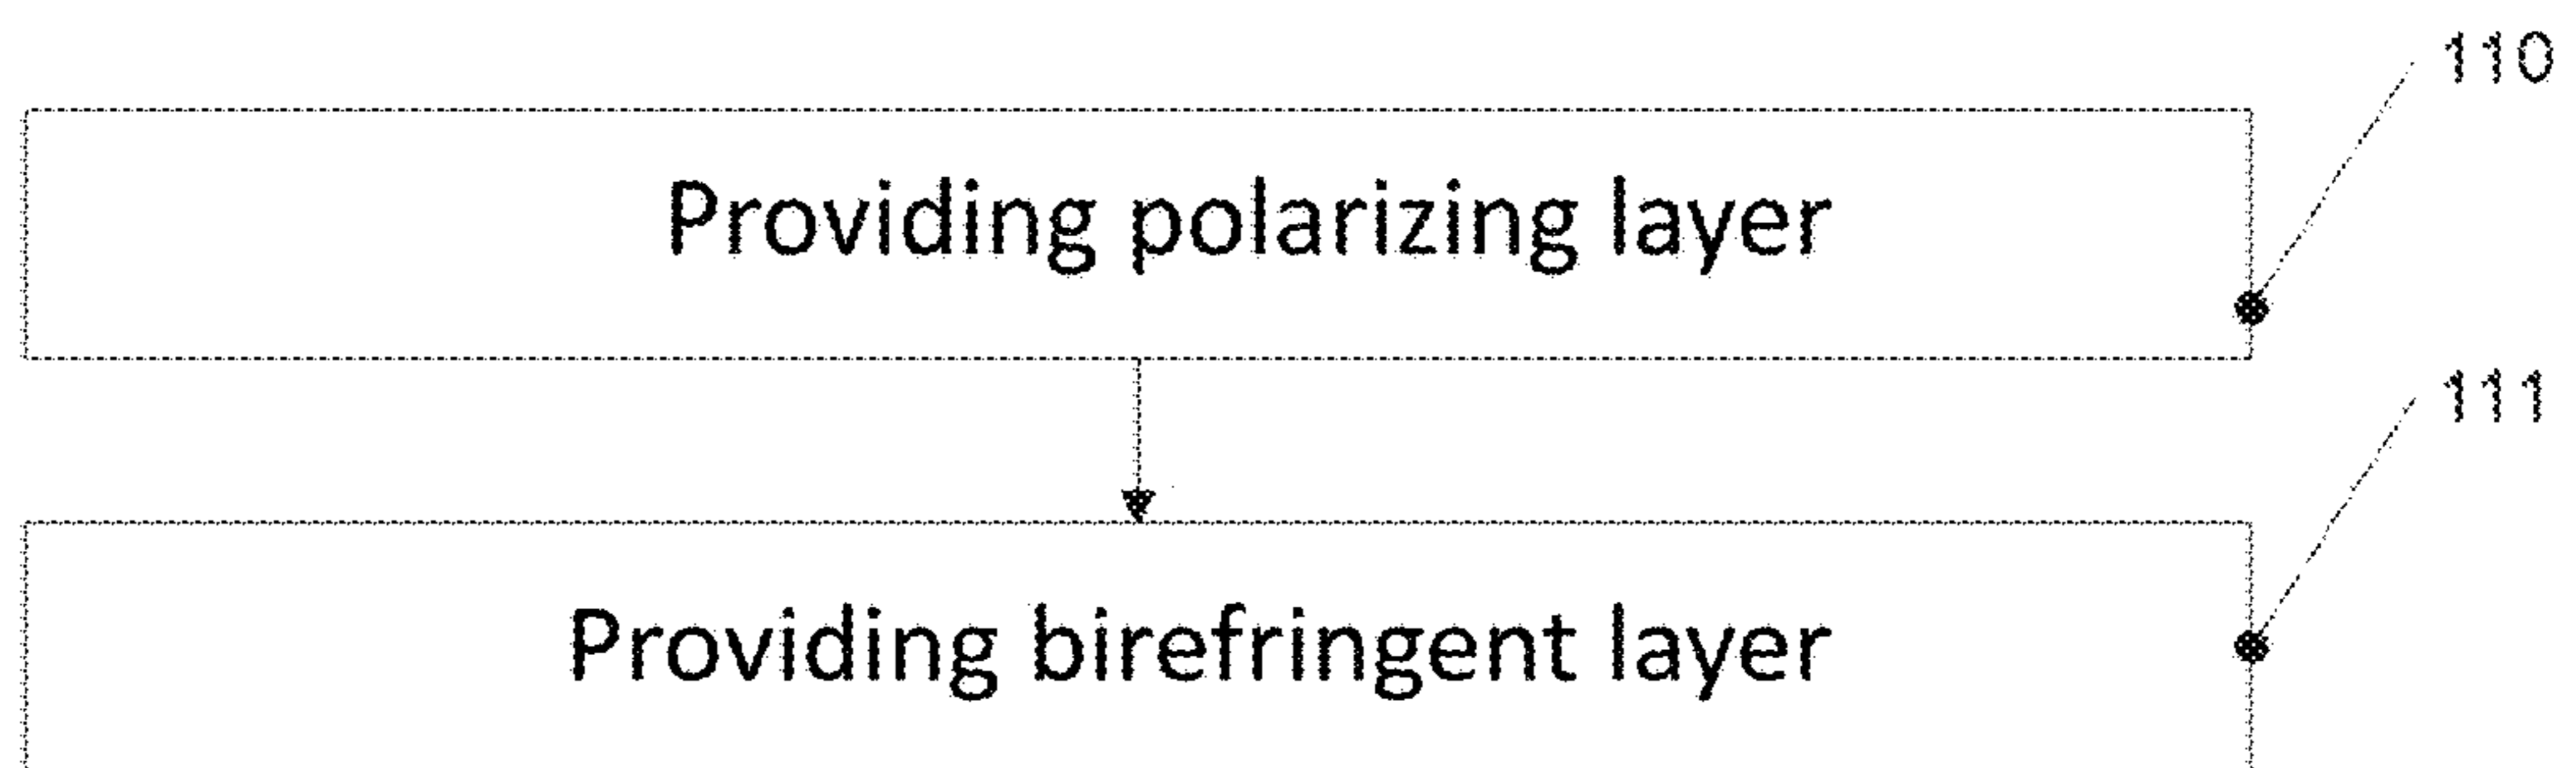 110
Providing polarizing layer
111
Providing birefringent layer